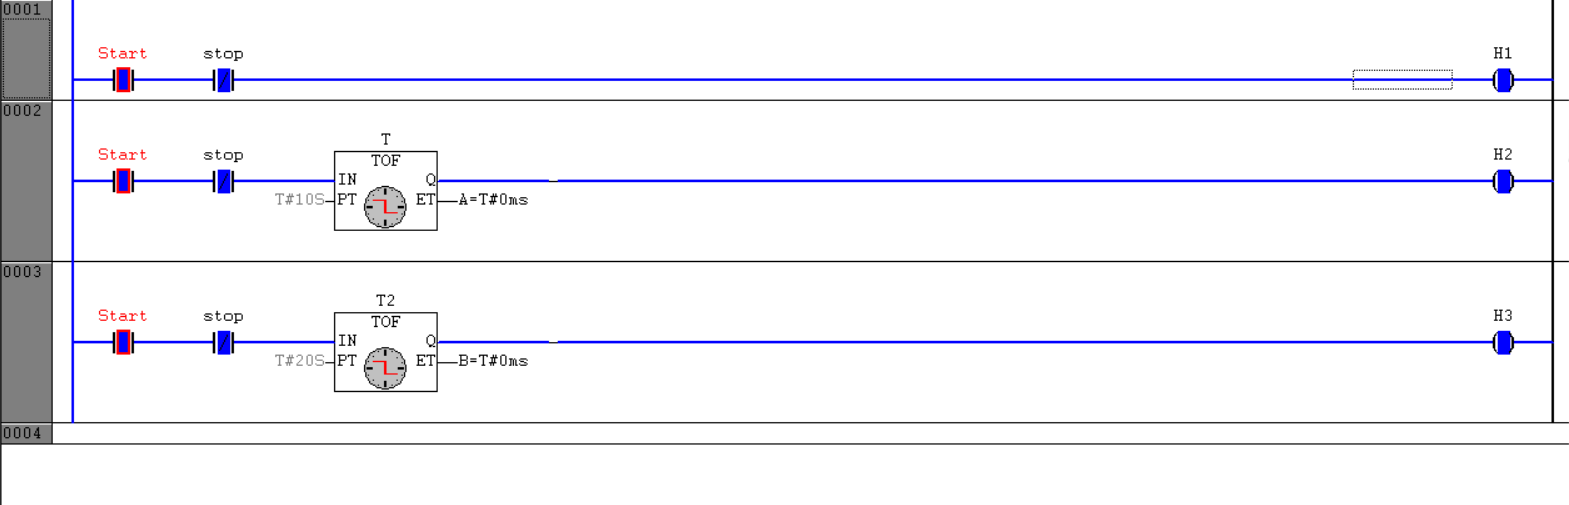 0001
Start stop H1
0002
Start stop T H2
TOF
IN Q
T#10S PT ET A=T#0ms
0003
Start stop T2 H3
TOF
IN Q
T#20S PT ET B=T#0ms
0004